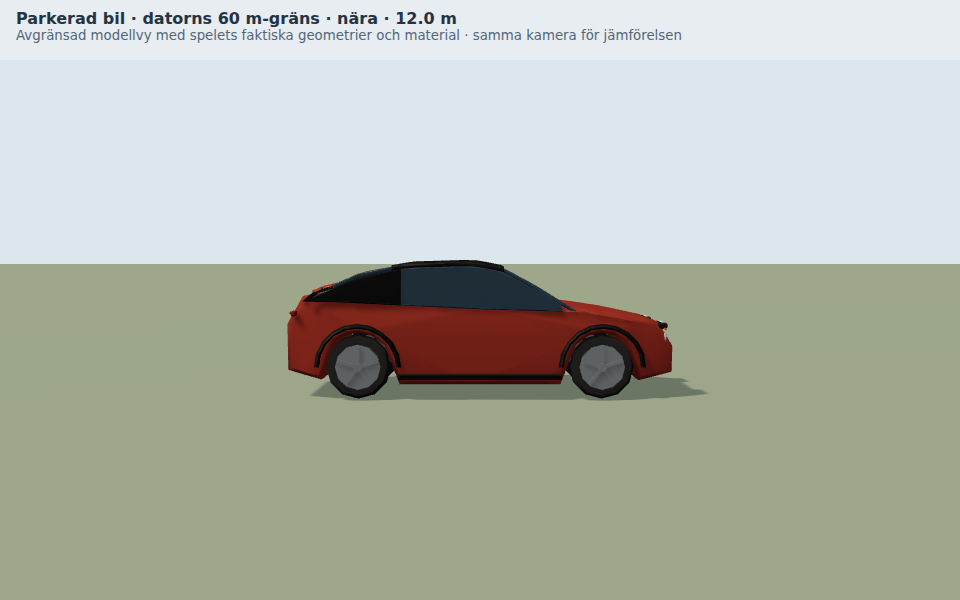 Parkerad bil · datorns 60 m-gräns · nära · 12.0 m
Avgränsad modellvy med spelets faktiska geometrier och material · samma kamera för jämförelsen